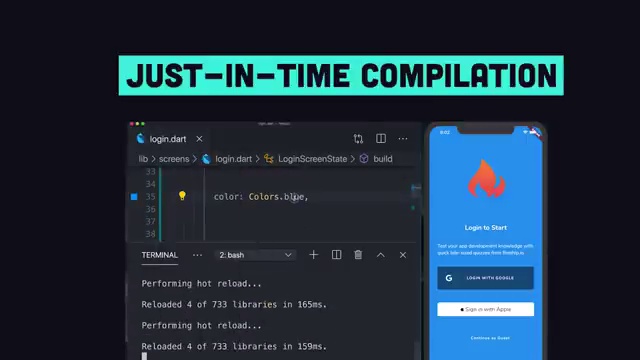 JUST-IN-TIME COMPILATION
login.dart
lib > screens > login.dart > LoginScreenState > build
33
34
35 color: Colors.blue,
36
37
38
TERMINAL ... 2: bash
Performing hot reload...
Reloaded 4 of 733 libraries in 165ms.
Performing hot reload...
Reloaded 4 of 733 libraries in 159ms.
Login to Start
Test your app development knowledge with
quick bite-sized quizzes from fireship.io
LOGIN WITH GOOGLE
Sign in with Apple
Continue as Guest